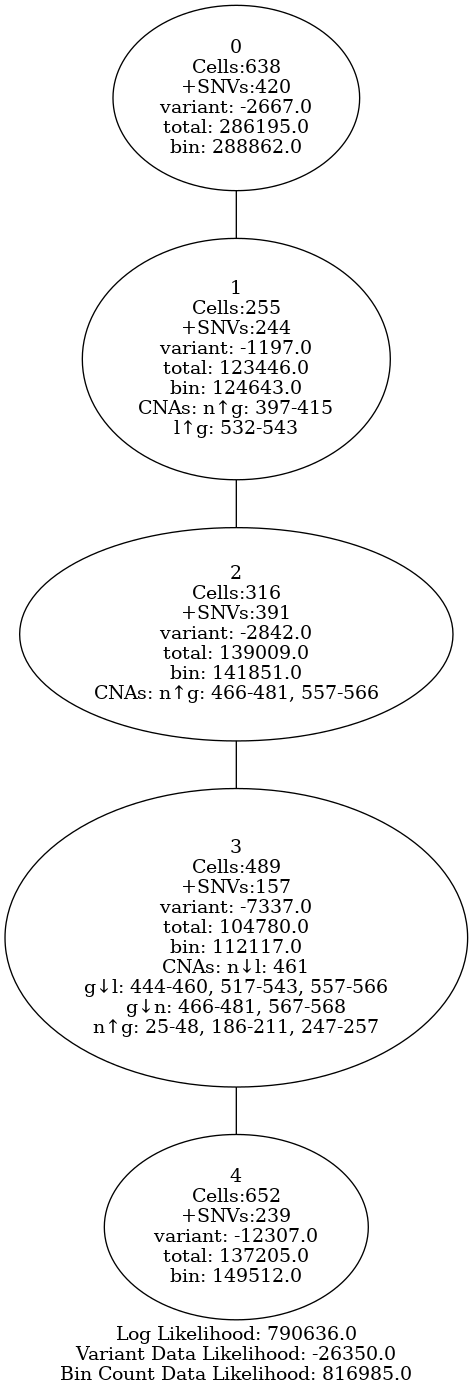 0
Cells:638
+SNVs:420
variant: -2667.0
total: 286195.0
bin: 288862.0
1
Cells:255
+SNVs:244
variant: -1197.0
total: 123446.0
bin: 124643.0
CNAs: n↑g: 397-415
l↑g: 532-543
2
Cells:316
+SNVs:391
variant: -2842.0
total: 139009.0
bin: 141851.0
CNAs: n↑g: 466-481, 557-566
3
Cells:489
+SNVs:157
variant: -7337.0
total: 104780.0
bin: 112117.0
CNAs: n↓l: 461
g↓l: 444-460, 517-543, 557-566
g↓n: 466-481, 567-568
n↑g: 25-48, 186-211, 247-257
4
Cells:652
+SNVs:239
variant: -12307.0
total: 137205.0
bin: 149512.0
Log Likelihood: 790636.0
Variant Data Likelihood: -26350.0
Bin Count Data Likelihood: 816985.0